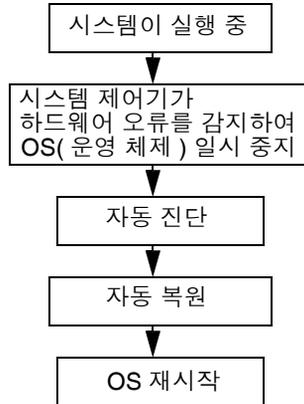 시스템이 실행 중
시스템 제어기가
하드웨어 오류를 감지하여
OS( 운영 체제 ) 일시 중지
자동 진단
자동 복원
OS 재시작